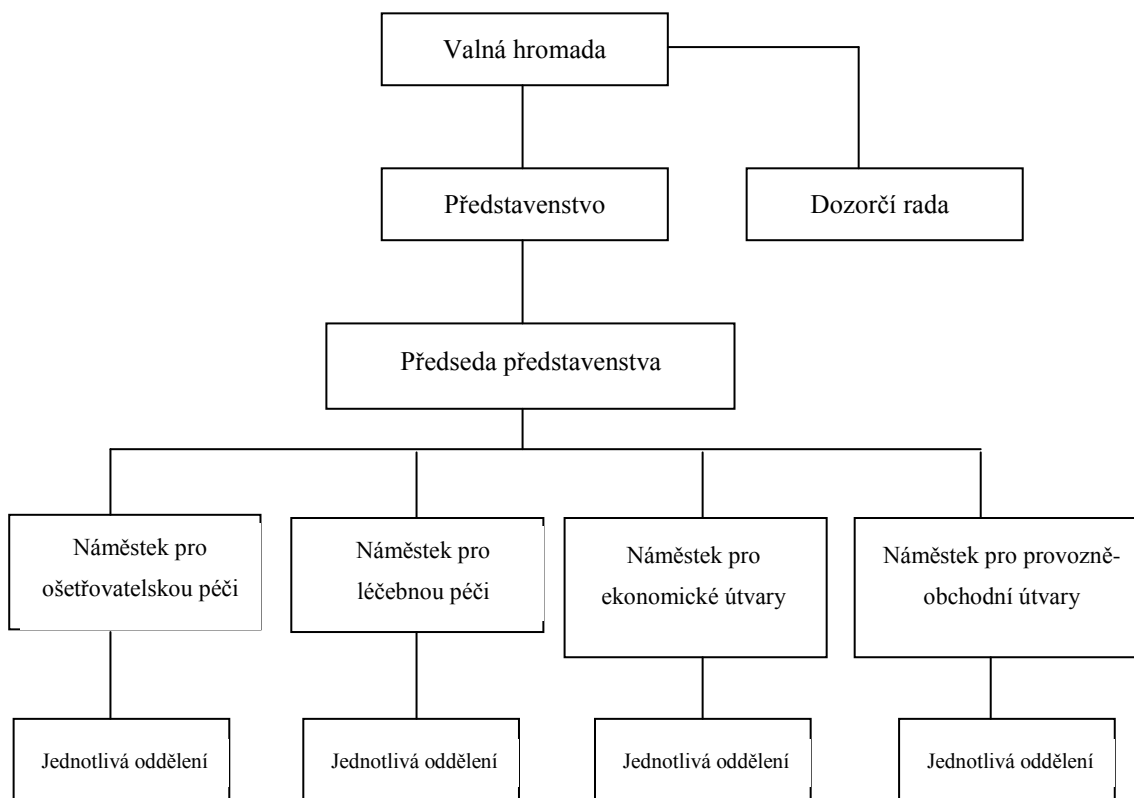 Valná hromada
Představenstvo
Dozorčí rada
Předseda představenstva
Náměstek pro
ošetřovatelskou péči
Náměstek pro
léčebnou péči
Náměstek pro
ekonomické útvary
Náměstek pro provozně-
obchodní útvary
Jednotlivá oddělení
Jednotlivá oddělení
Jednotlivá oddělení
Jednotlivá oddělení